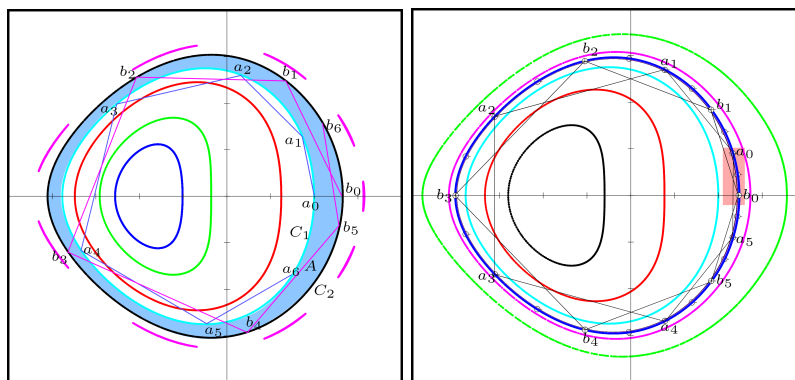 b₂ a₂ b₁
a₃ b₆
a₁
b₀
a₀
C₁ b₅
b₃ a₄ a₆ A
C₂
a₅ b₄
b₂ a₁
a₂ b₁
a₀
b₃ b₀
a₅
a₃ b₅
a₄
b₄